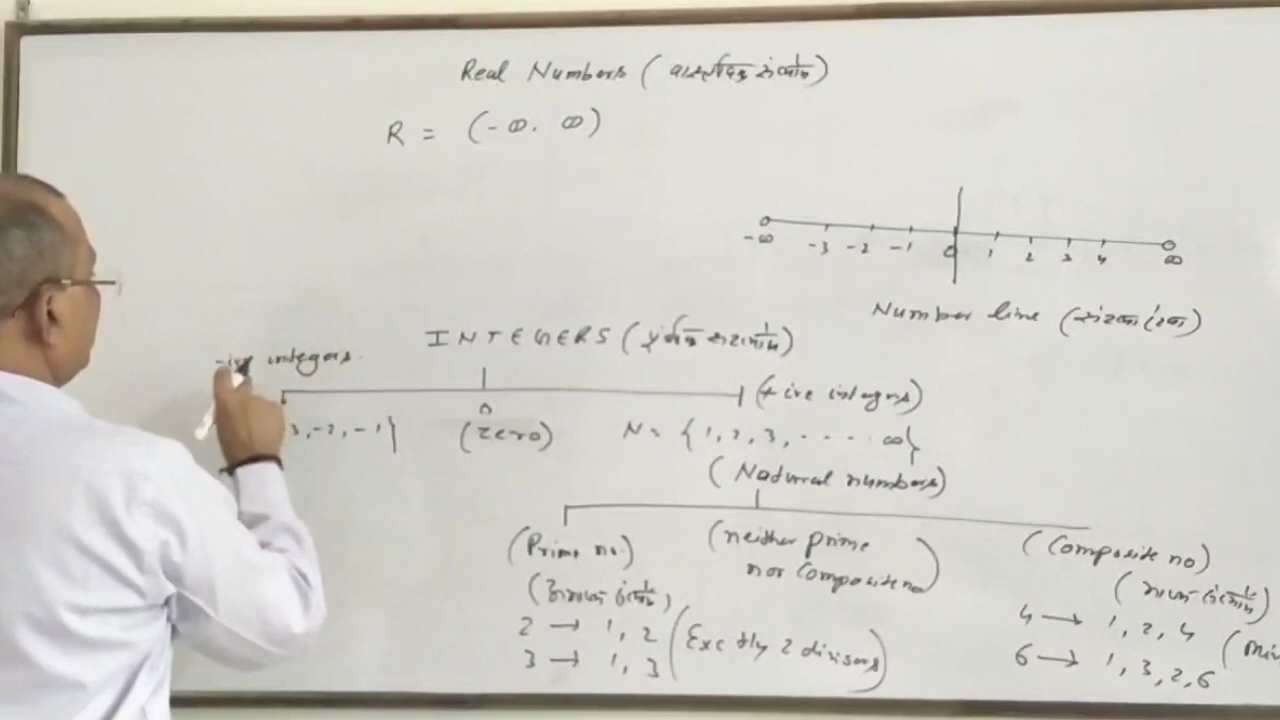 Real Numbers (
R = (-∞, ∞)
-∞ -3 -2 -1 0 1 2 3 4 ∞
Number line (
INTEGERS (
-ive integers.
(+ive integers)
3, -2, -1}
0
(Zero)
N = {1, 2, 3, ..... ∞}
(Natural numbers)
(Prime no.)
(neither prime
nor Composite no)
(Composite no)
2 → 1, 2
3 → 1, 3
(Exactly 2 divisors)
4 → 1, 2, 4
6 → 1, 3, 2, 6